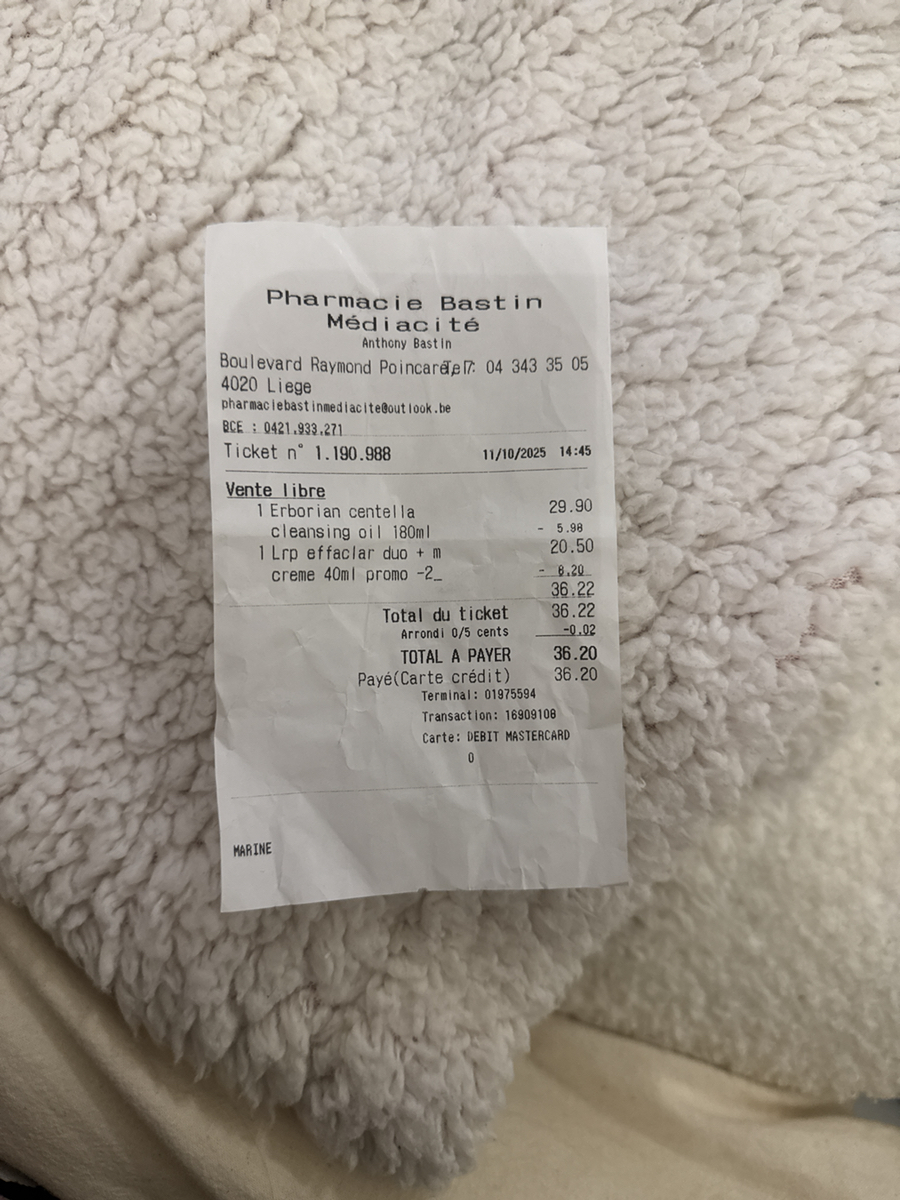 Pharmacie Bastin
Médiacité
Anthony Bastin
Boulevard Raymond Poincaré, 7 Tel: 04 343 35 05
4020 Liege
pharmaciebastinmediacite@outlook.be
BCE : 0421.933.271
Ticket n° 1.190.988 11/10/2025 14:45
Vente libre
1 Erborian centella 29.90
cleansing oil 180ml - 5.98
1 Lrp effaclar duo + m 20.50
creme 40ml promo -2_ - 8.20
36.22
Total du ticket 36.22
Arrondi 0/5 cents -0.02
TOTAL A PAYER 36.20
Payé(Carte crédit) 36.20
Terminal: 01975594
Transaction: 16909108
Carte: DEBIT MASTERCARD
0
MARINE